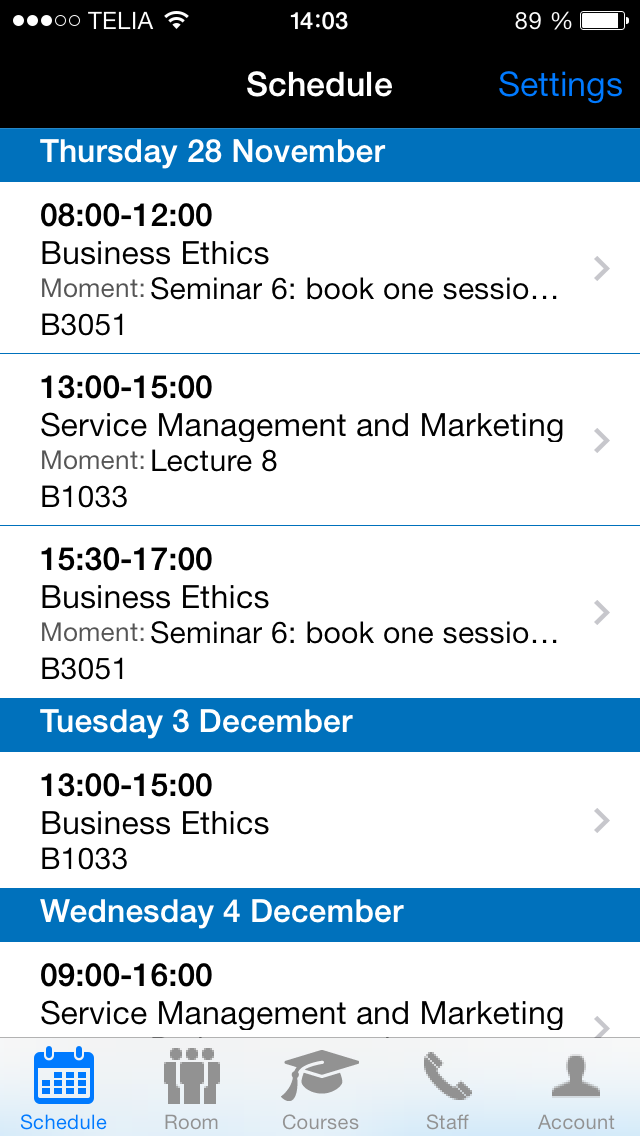 TELIA 14:03 89 %
Schedule Settings
Thursday 28 November
08:00-12:00
Business Ethics
Moment: Seminar 6: book one sessio...
B3051
13:00-15:00
Service Management and Marketing
Moment: Lecture 8
B1033
15:30-17:00
Business Ethics
Moment: Seminar 6: book one sessio...
B3051
Tuesday 3 December
13:00-15:00
Business Ethics
B1033
Wednesday 4 December
09:00-16:00
Service Management and Marketing
Schedule Room Courses Staff Account